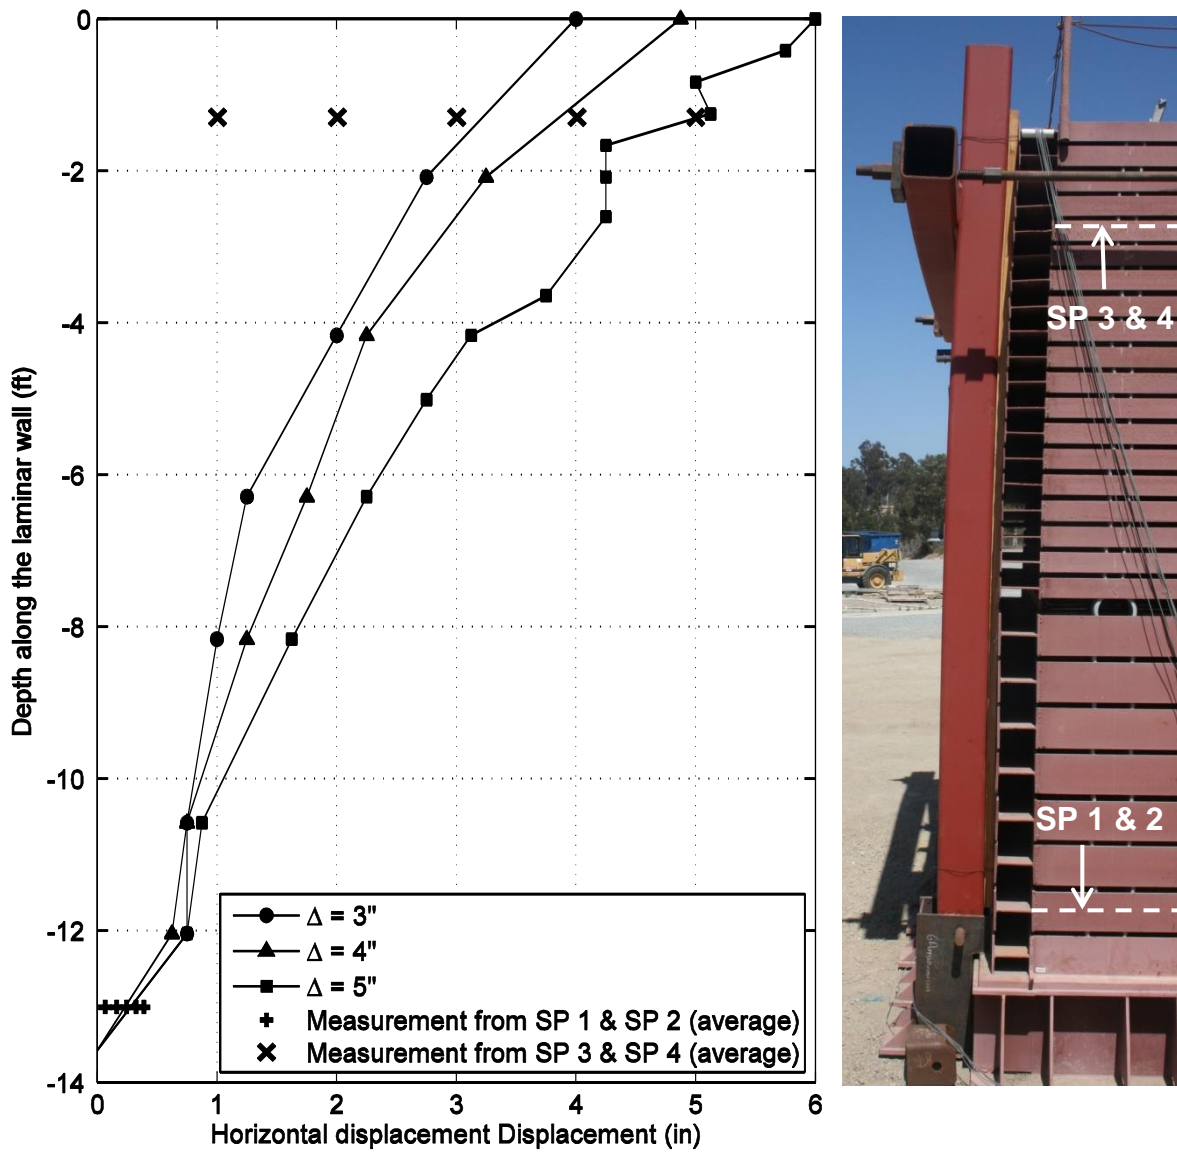 0
-2
-4
-6
-8
-10
-12
-14
Depth along the laminar wall (ft)
0 1 2 3 4 5 6
Horizontal displacement Displacement (in)
Δ = 3"
Δ = 4"
Δ = 5"
Measurement from SP 1 & SP 2 (average)
Measurement from SP 3 & SP 4 (average)
SP 3 & 4
SP 1 & 2